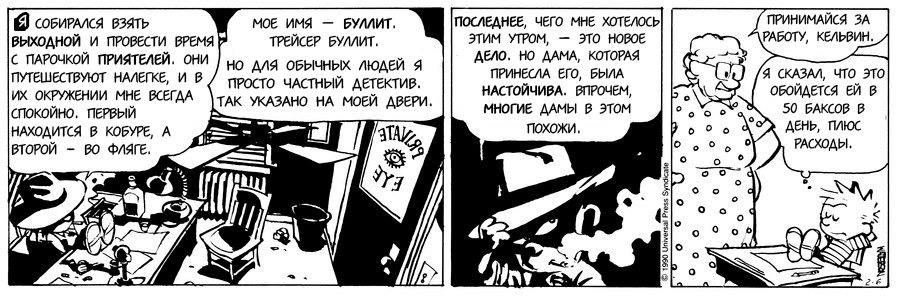 Я СОБИРАЛСЯ ВЗЯТЬ
ВЫХОДНОЙ И ПРОВЕСТИ ВРЕМЯ
С ПАРОЧКОЙ ПРИЯТЕЛЕЙ. ОНИ
ПУТЕШЕСТВУЮТ НАЛЕГКЕ, И В
ИХ ОКРУЖЕНИИ МНЕ ВСЕГДА
СПОКОЙНО. ПЕРВЫЙ
НАХОДИТСЯ В КОБУРЕ, А
ВТОРОЙ – ВО ФЛЯГЕ.
МОЕ ИМЯ – БУЛЛИТ.
ТРЕЙСЕР БУЛЛИТ.
НО ДЛЯ ОБЫЧНЫХ ЛЮДЕЙ Я
ПРОСТО ЧАСТНЫЙ ДЕТЕКТИВ.
ТАК УКАЗАНО НА МОЕЙ ДВЕРИ.
PRIVATE
EYE
ПОСЛЕДНЕЕ, ЧЕГО МНЕ ХОТЕЛОСЬ
ЭТИМ УТРОМ, – ЭТО НОВОЕ
ДЕЛО. НО ДАМА, КОТОРАЯ
ПРИНЕСЛА ЕГО, БЫЛА
НАСТОЙЧИВА. ВПРОЧЕМ,
МНОГИЕ ДАМЫ В ЭТОМ
ПОХОЖИ.
© 1990 Universal Press Syndicate
ПРИНИМАЙСЯ ЗА
РАБОТУ, КЕЛЬВИН.
Я СКАЗАЛ, ЧТО ЭТО
ОБОЙДЕТСЯ ЕЙ В
50 БАКСОВ В
ДЕНЬ, ПЛЮС
РАСХОДЫ.
WATTERSON
2-6